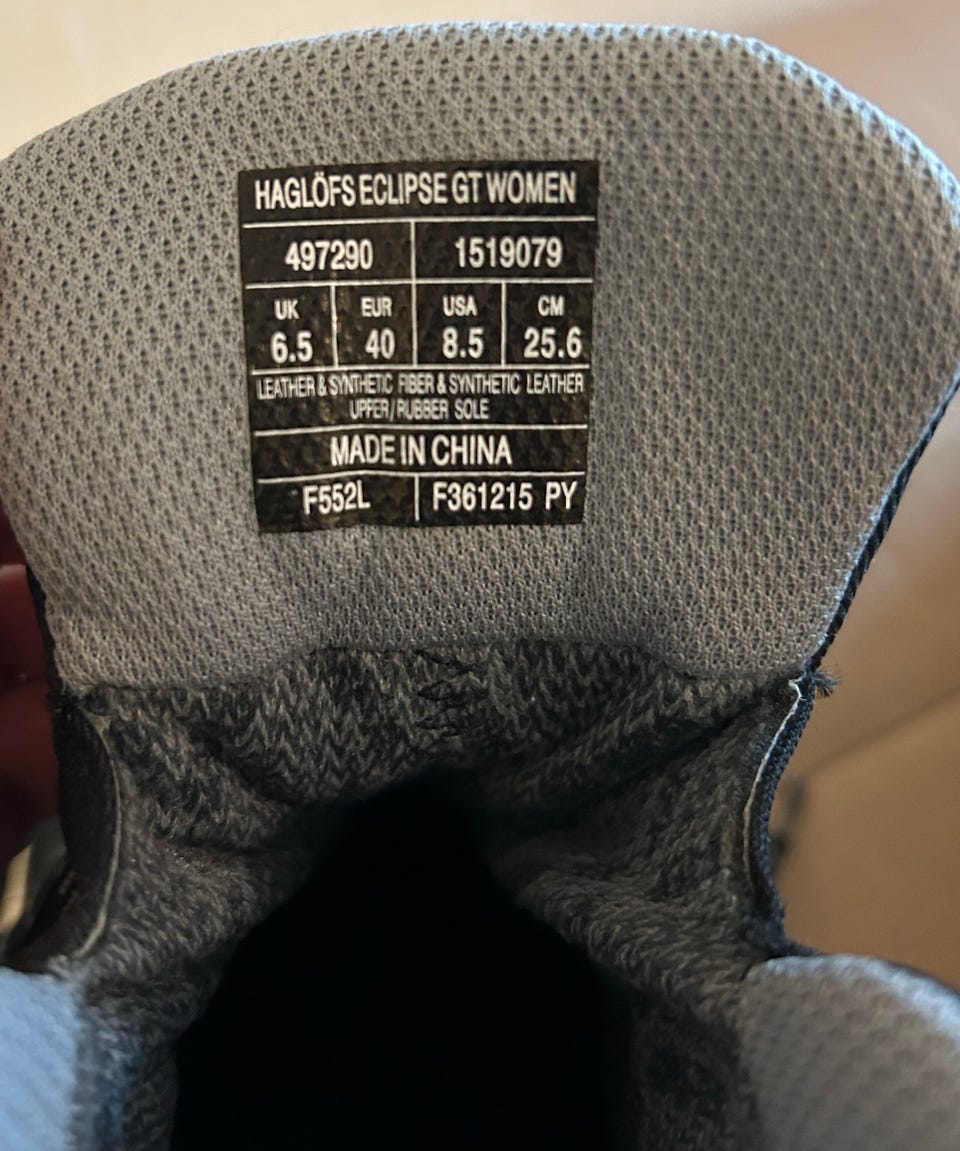 HAGLÖFS ECLIPSE GT WOMEN
497290 1519079
UK EUR USA CM
6.5 40 8.5 25.6
LEATHER & SYNTHETIC FIBER & SYNTHETIC LEATHER
UPPER/RUBBER SOLE
MADE IN CHINA
F552L F361215 PY